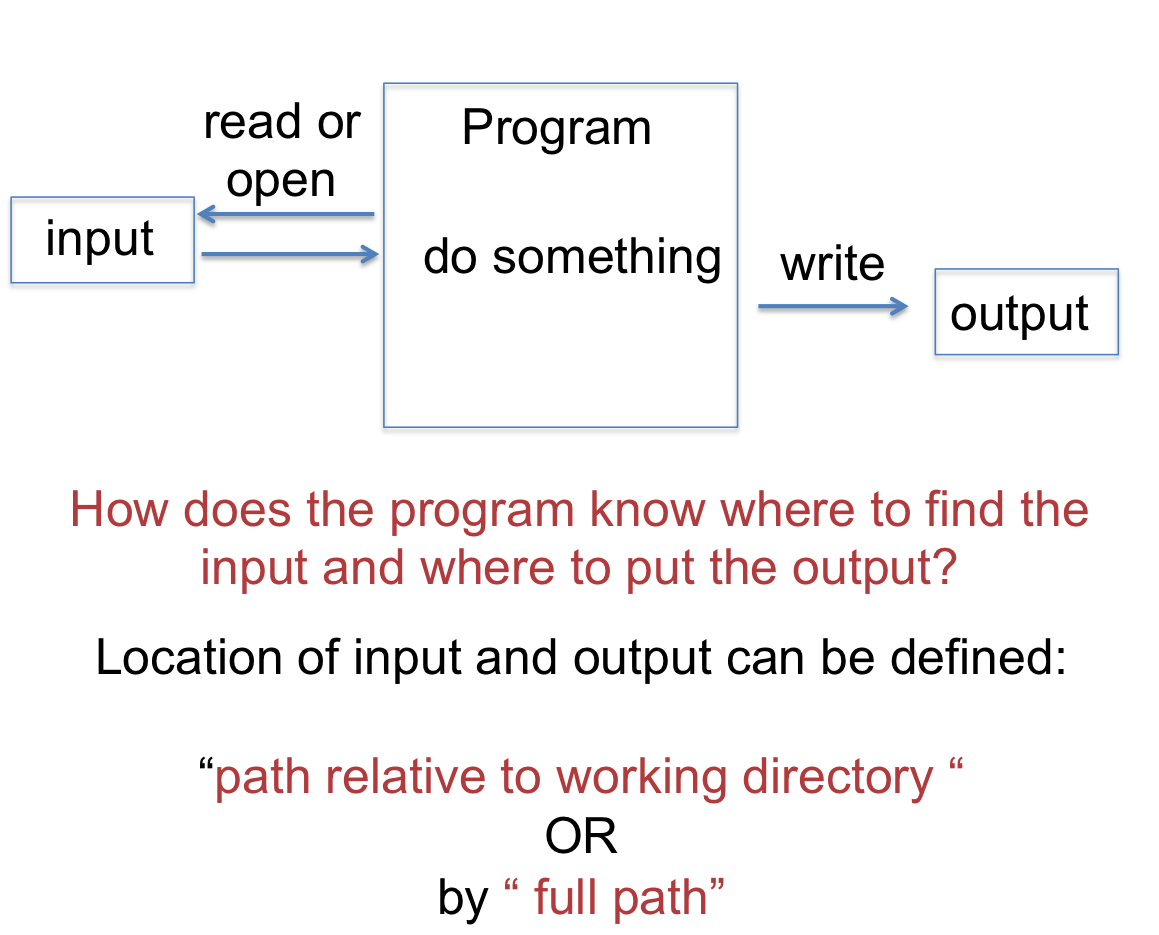 read or
open
Program
input
do something
write
output
How does the program know where to find the
input and where to put the output?
Location of input and output can be defined:
“path relative to working directory “
OR
by “ full path”